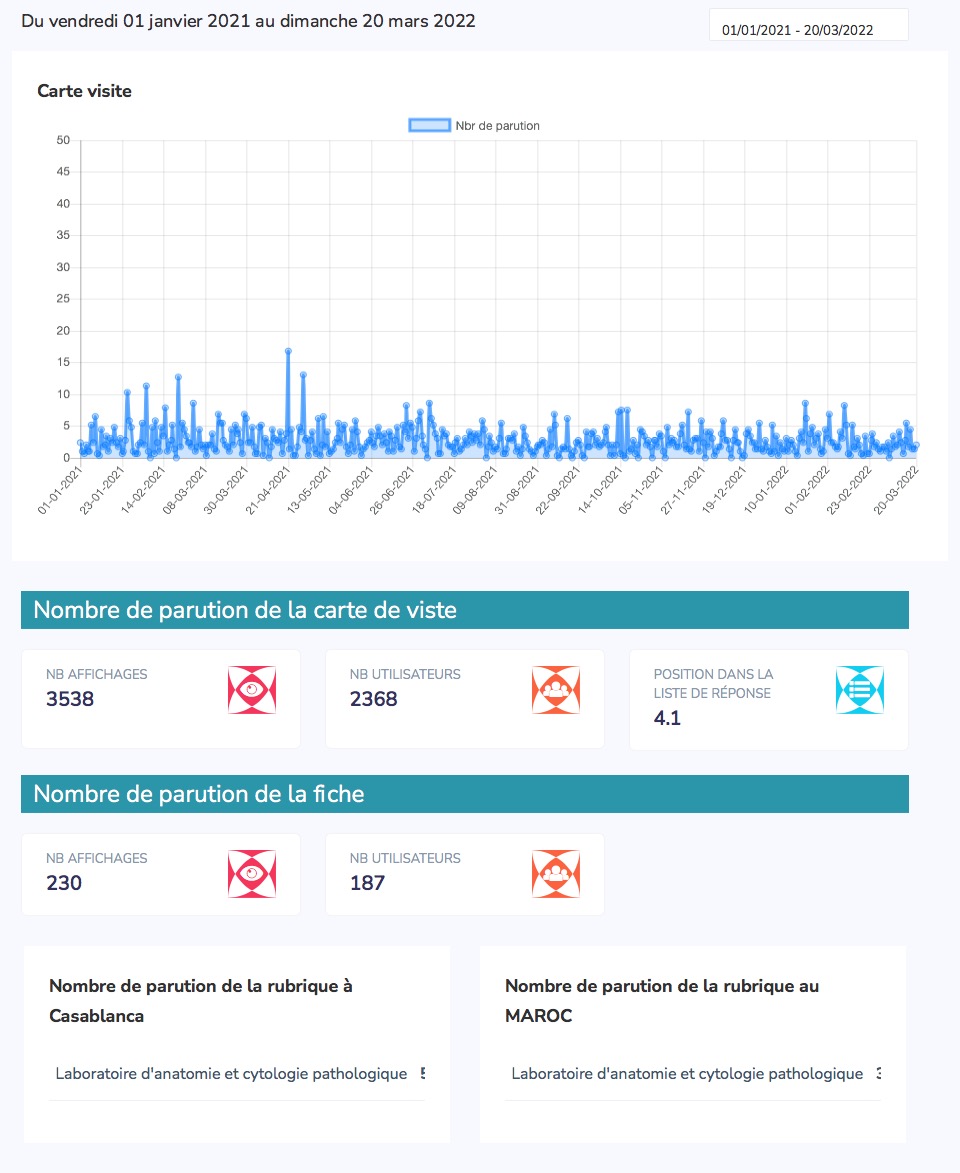 Du vendredi 01 janvier 2021 au dimanche 20 mars 2022
01/01/2021 - 20/03/2022
Carte visite
Nbr de parution
50
45
40
35
30
25
20
15
10
5
0
01-01-2021
23-01-2021
14-02-2021
08-03-2021
30-03-2021
21-04-2021
13-05-2021
04-06-2021
26-06-2021
18-07-2021
09-08-2021
31-08-2021
22-09-2021
14-10-2021
05-11-2021
27-11-2021
19-12-2021
10-01-2022
01-02-2022
23-02-2022
20-03-2022
Nombre de parution de la carte de viste
NB AFFICHAGES
3538
NB UTILISATEURS
2368
POSITION DANS LA
LISTE DE RÉPONSE
4.1
Nombre de parution de la fiche
NB AFFICHAGES
230
NB UTILISATEURS
187
Nombre de parution de la rubrique à
Casablanca
Laboratoire d'anatomie et cytologie pathologique
Nombre de parution de la rubrique au
MAROC
Laboratoire d'anatomie et cytologie pathologique